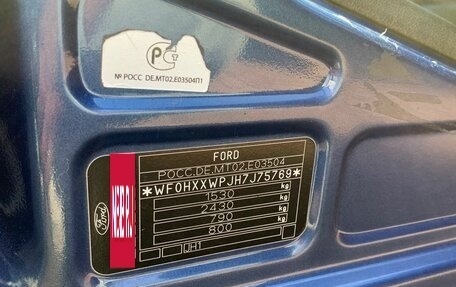 № РОСС DE.МТ02.Е03504П1
FORD
РОСС.DE.МТ02.Е03504
*WF0HXXWPJH7J75769*
1530 kg
2430 kg
790 kg
800 kg
Ford